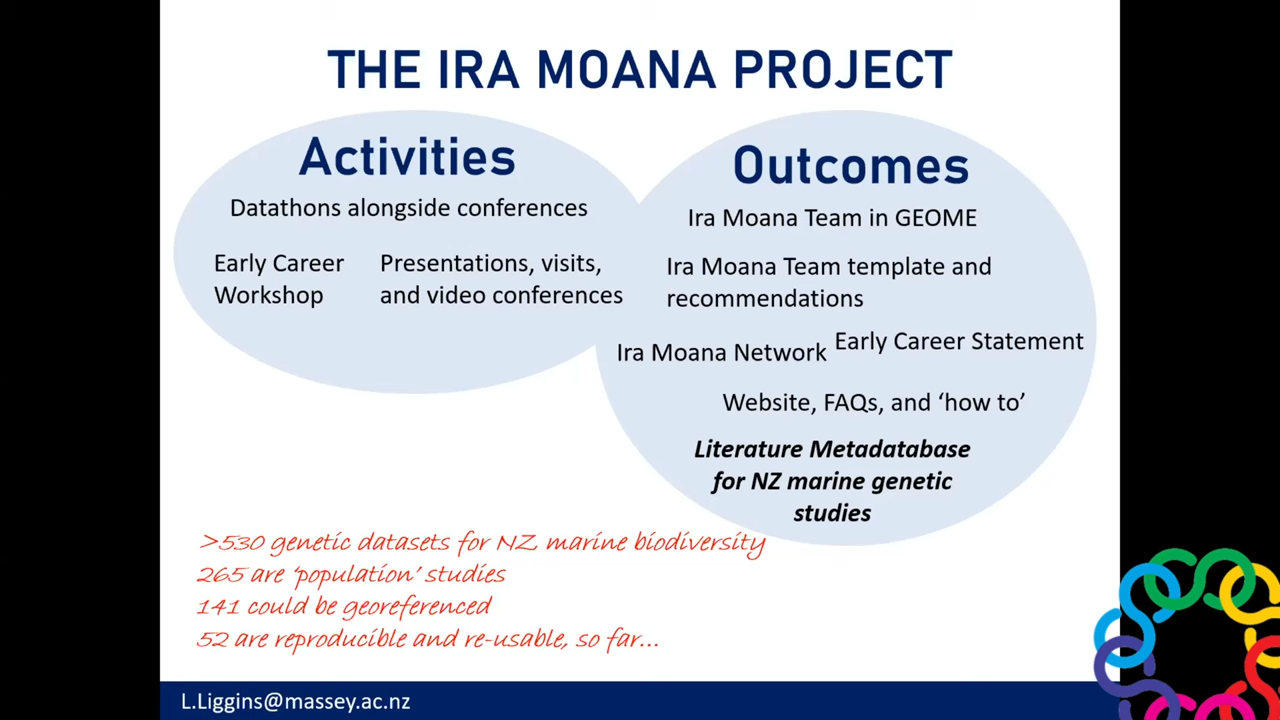 THE IRA MOANA PROJECT
Activities
Datathons alongside conferences
Early Career
Workshop
Presentations, visits,
and video conferences
Outcomes
Ira Moana Team in GEOME
Ira Moana Team template and
recommendations
Ira Moana Network
Early Career Statement
Website, FAQs, and ‘how to’
Literature Metadatabase
for NZ marine genetic
studies
>530 genetic datasets for NZ marine biodiversity
265 are ‘population’ studies
141 could be georeferenced
52 are reproducible and re-usable, so far...
L.Liggins@massey.ac.nz